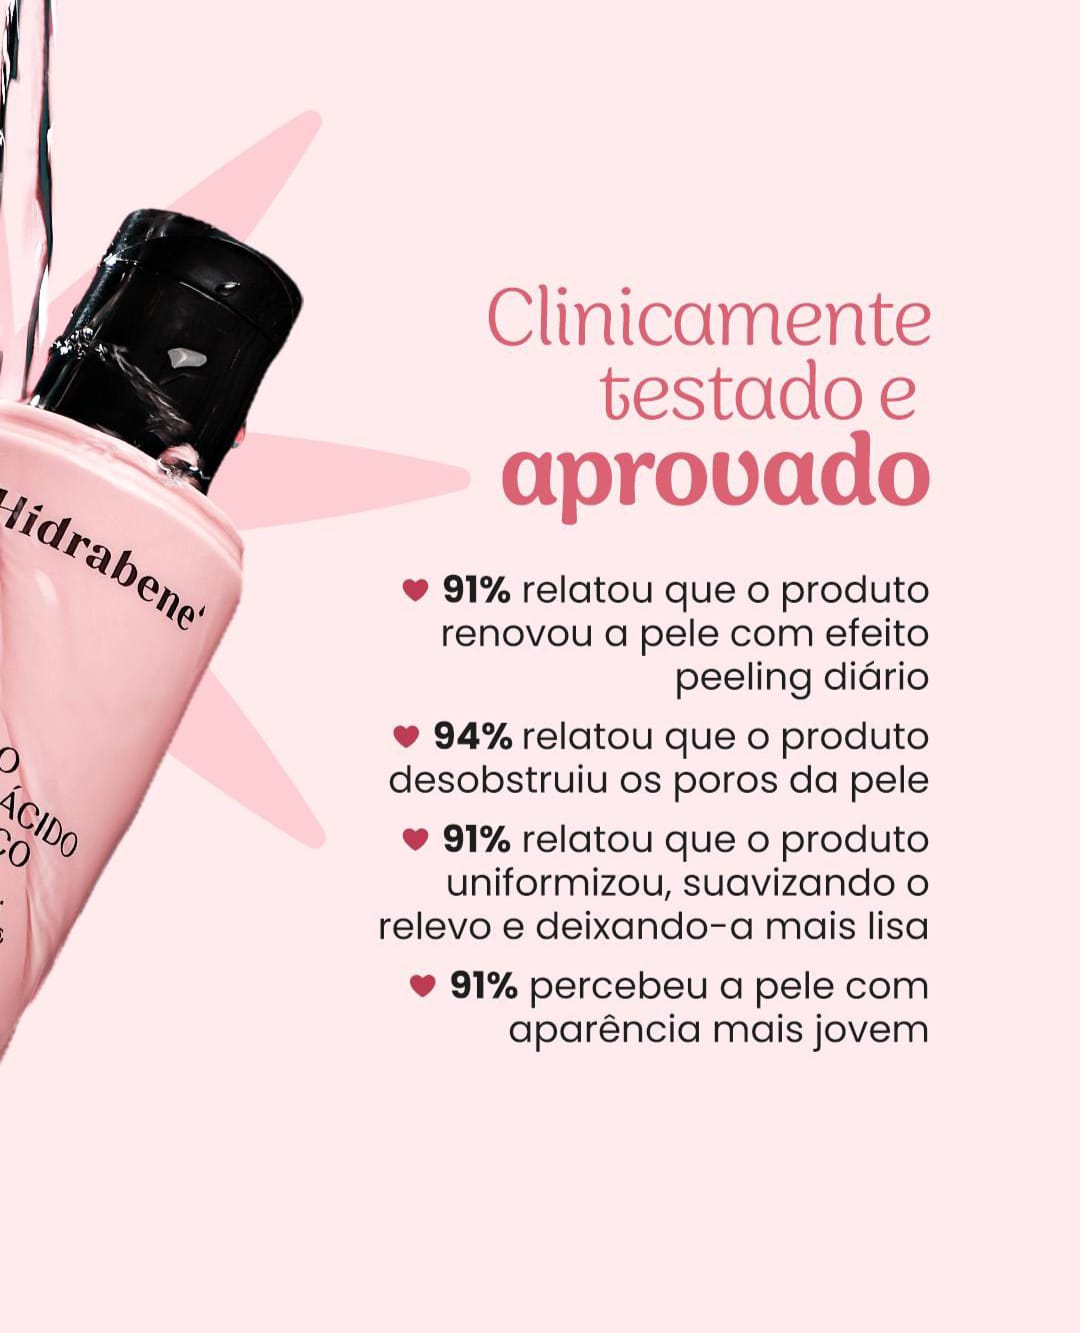 Clinicamente
testado e
aprovado
91% relatou que o produto
renovou a pele com efeito
peeling diário
94% relatou que o produto
desobstruiu os poros da pele
91% relatou que o produto
uniformizou, suavizando o
relevo e deixando-a mais lisa
91% percebeu a pele com
aparência mais jovem
Hidrabene
ÁCIDO